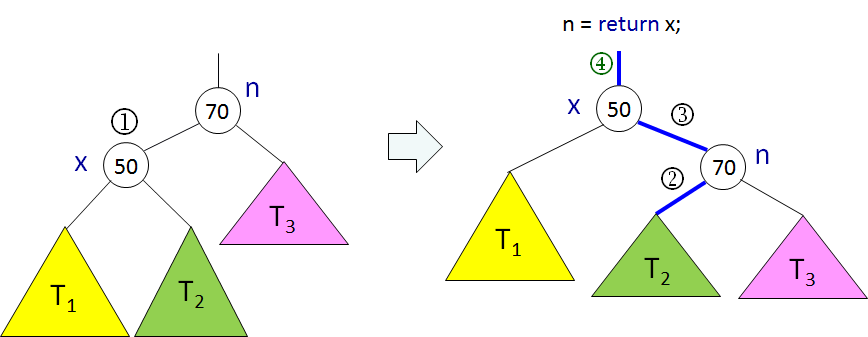 n = return x;
④
①
n
70
x
50
③
x
50
n
70
②
T3
T1
T2
T1
T2
T3